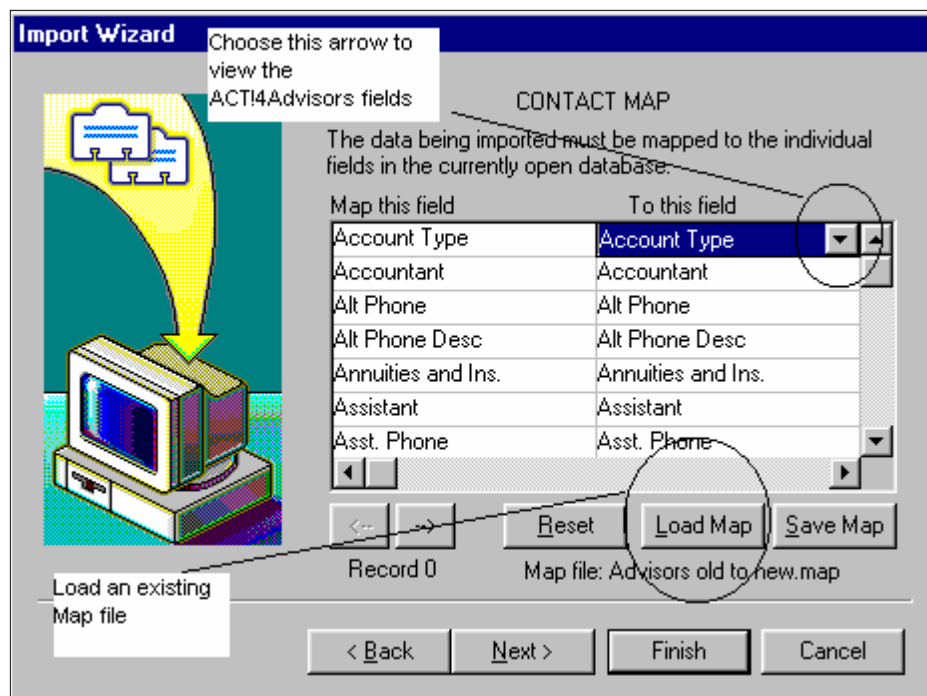 Import Wizard
Choose this arrow to
view the
ACT!4Advisors fields
CONTACT MAP
The data being imported must be mapped to the individual
fields in the currently open database.
Map this field To this field
Account Type Account Type
Accountant Accountant
Alt Phone Alt Phone
Alt Phone Desc Alt Phone Desc
Annuities and Ins. Annuities and Ins.
Assistant Assistant
Asst. Phone Asst. Phone
<-- --> Reset Load Map Save Map
Record 0 Map file: Advisors old to new.map
Load an existing
Map file
< Back Next > Finish Cancel